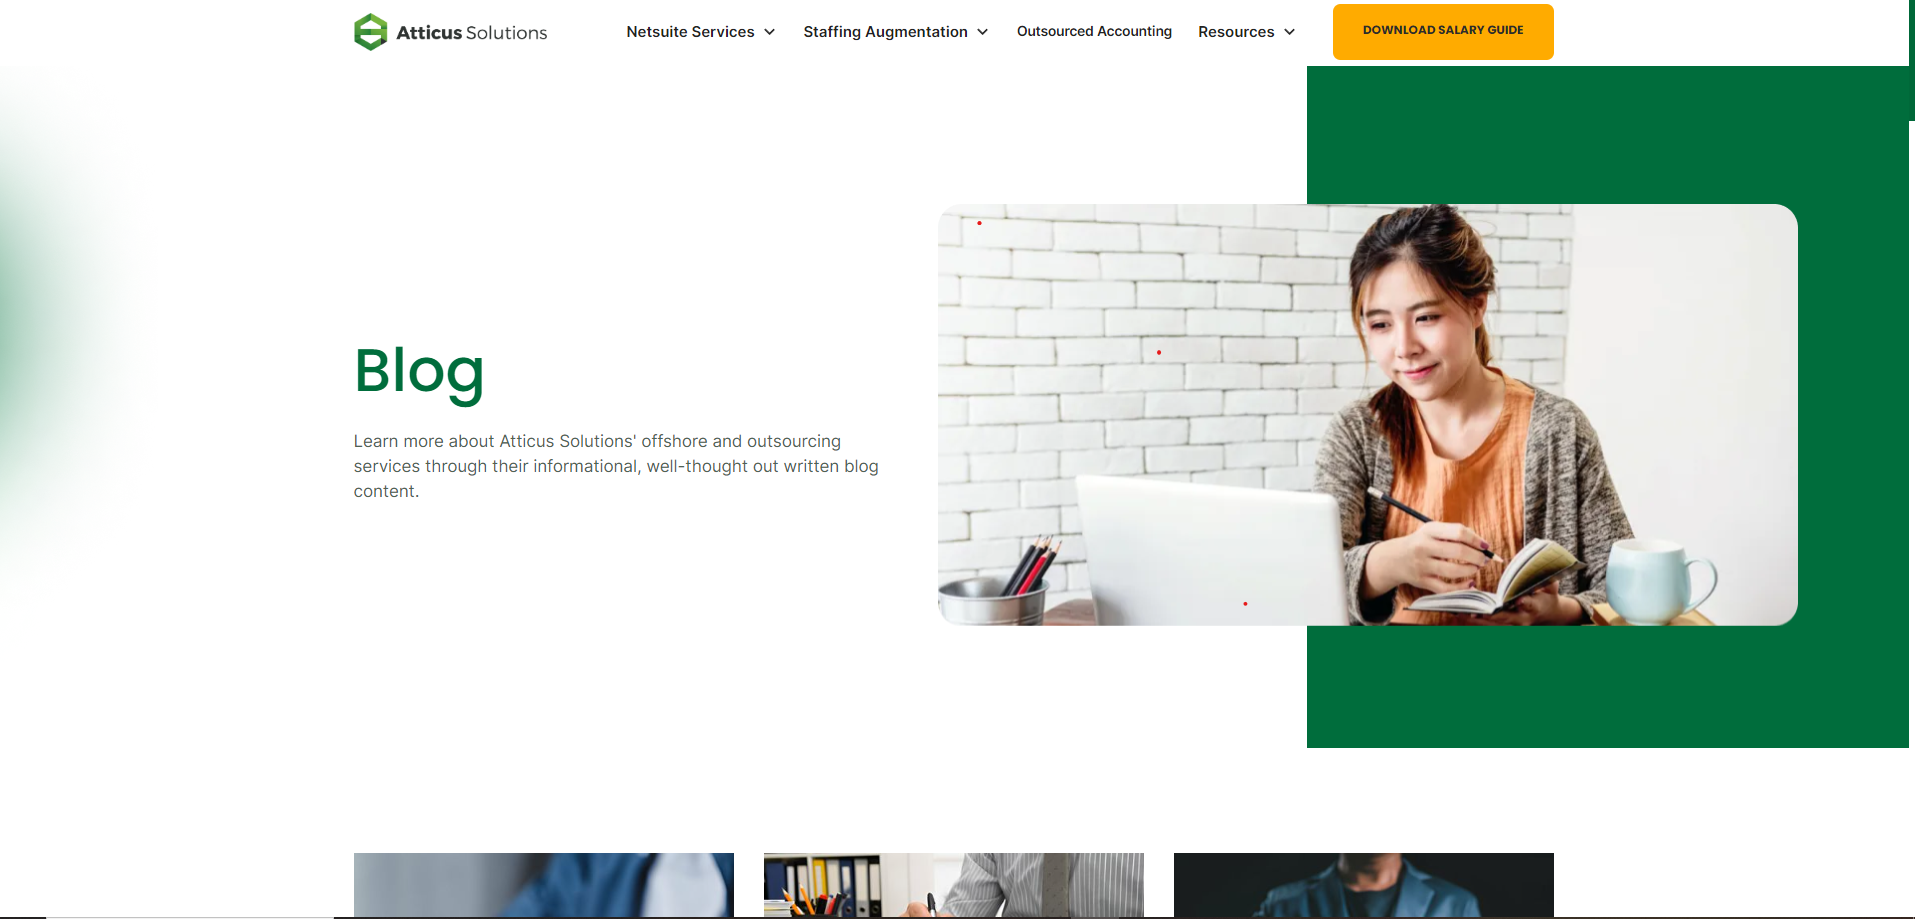 Atticus Solutions
Netsuite Services
Staffing Augmentation
Outsourced Accounting
Resources
DOWNLOAD SALARY GUIDE
Blog
Learn more about Atticus Solutions' offshore and outsourcing
services through their informational, well-thought out written blog
content.